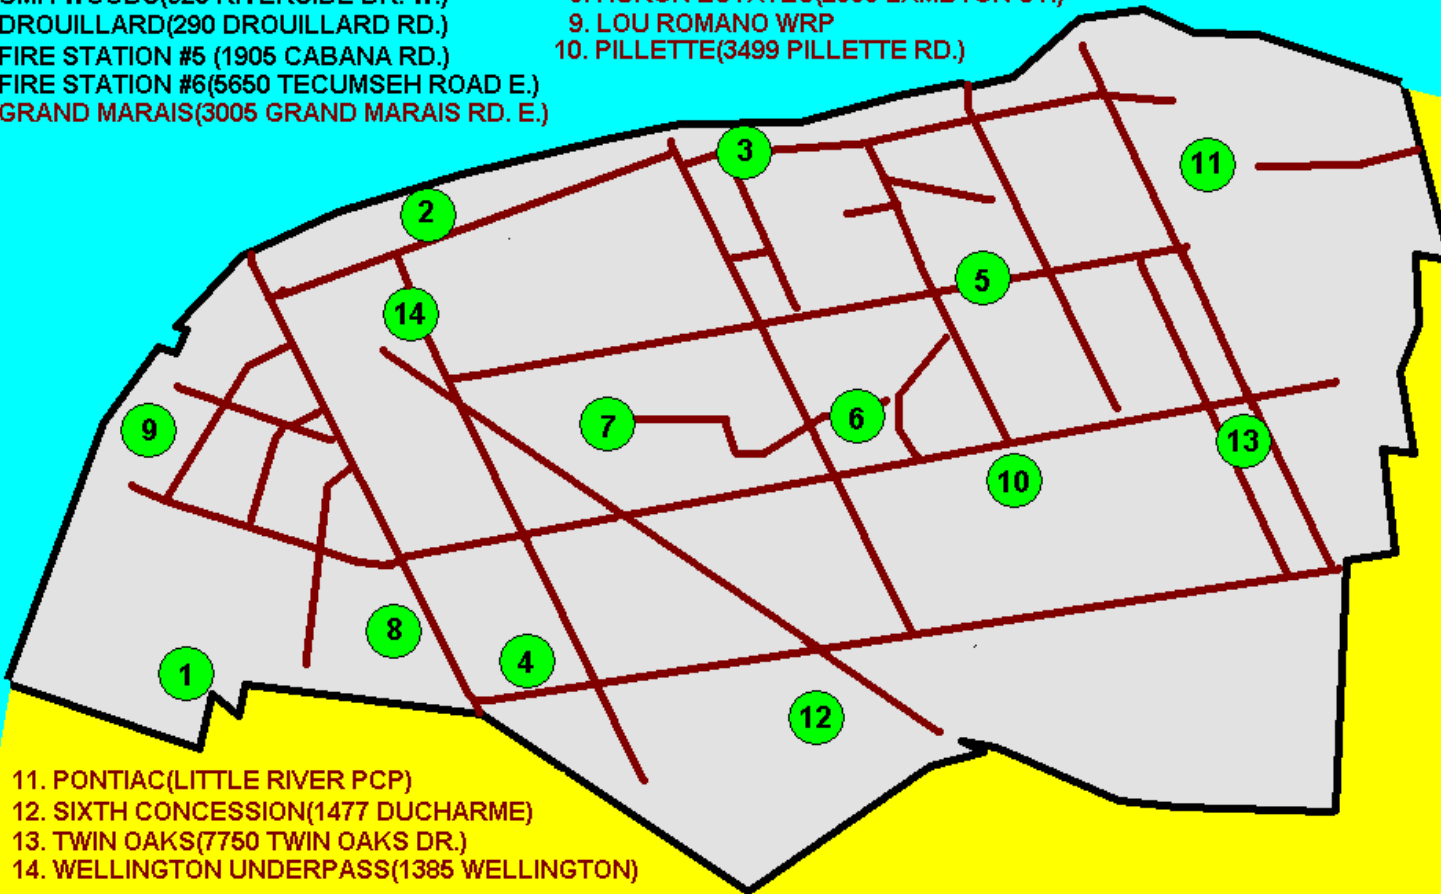 DROUILLARD(290 DROUILLARD RD.)
FIRE STATION #5 (1905 CABANA RD.)
FIRE STATION #6(5650 TECUMSEH ROAD E.)
GRAND MARAIS(3005 GRAND MARAIS RD. E.)
9. LOU ROMANO WRP
10. PILLETTE(3499 PILLETTE RD.)
3
11
2
5
14
6
7
9
13
10
8
4
1
12
11. PONTIAC(LITTLE RIVER PCP)
12. SIXTH CONCESSION(1477 DUCHARME)
13. TWIN OAKS(7750 TWIN OAKS DR.)
14. WELLINGTON UNDERPASS(1385 WELLINGTON)